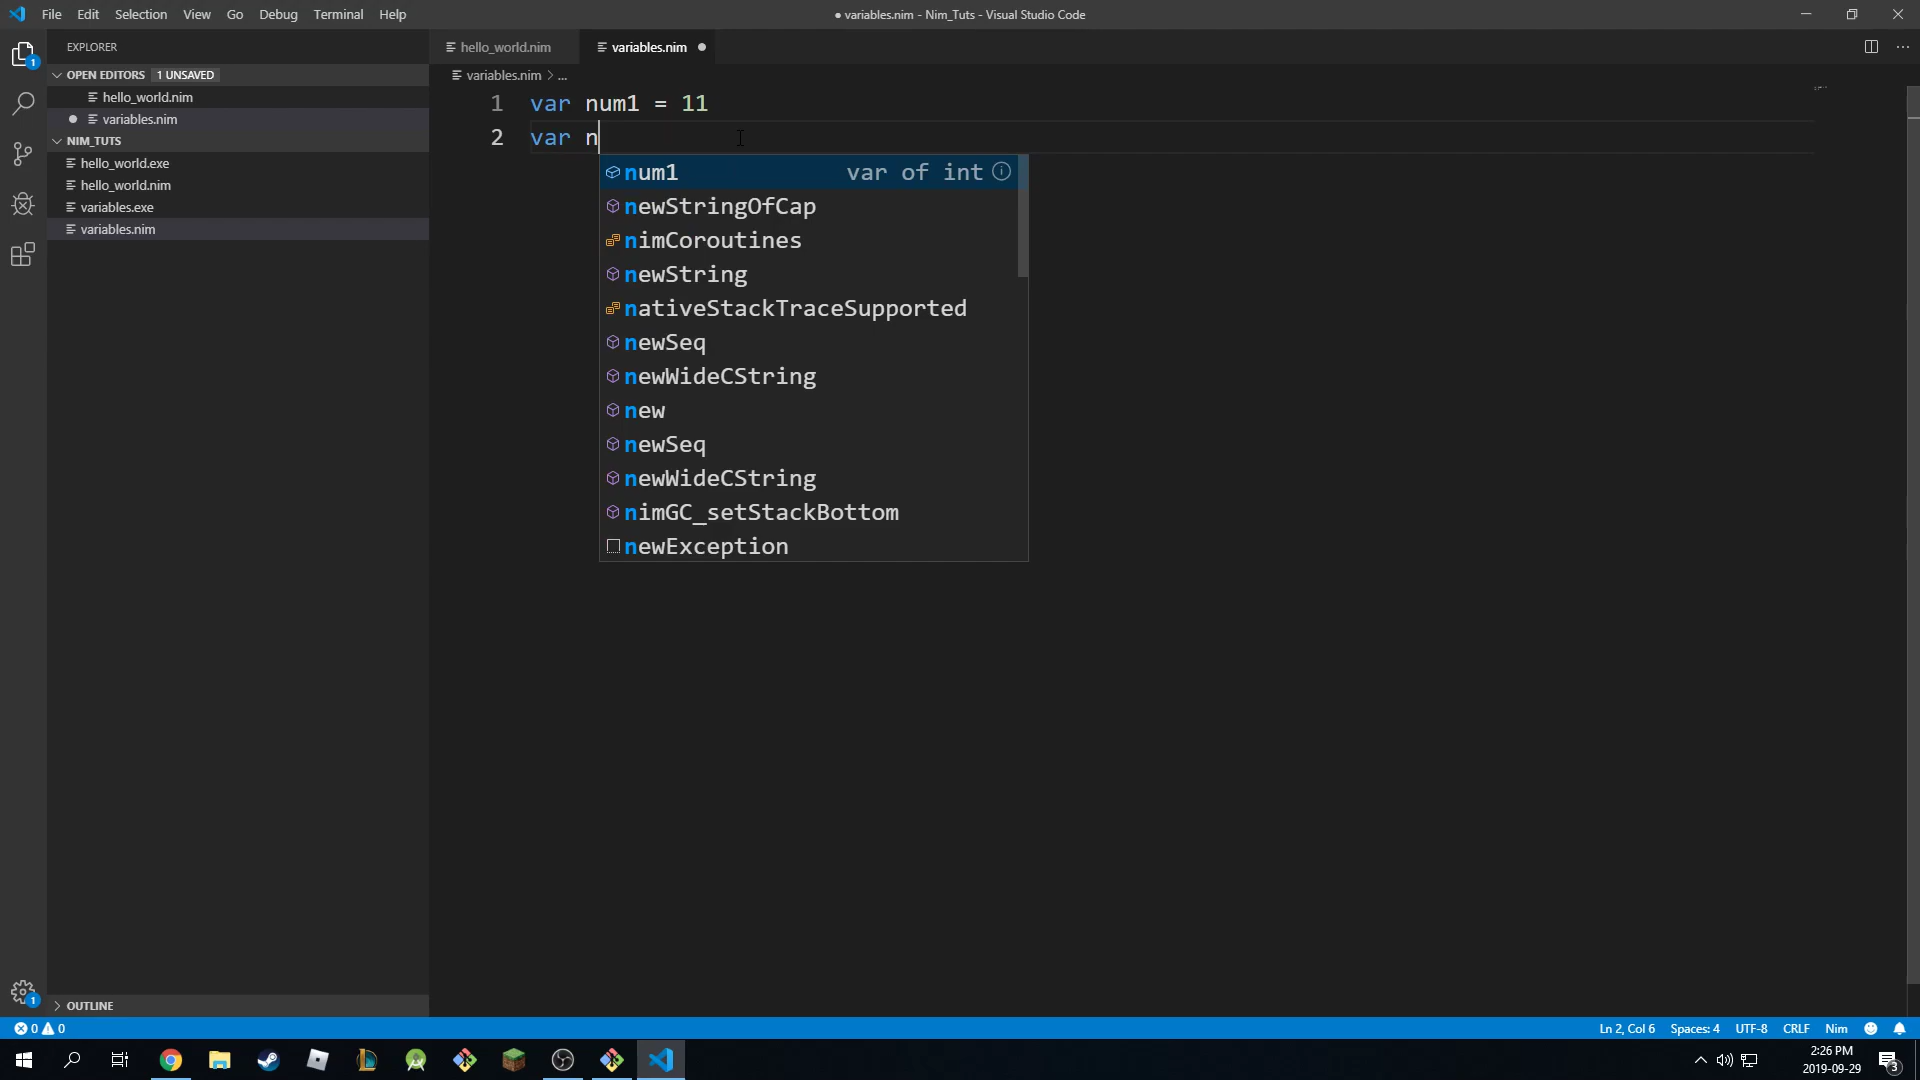 File Edit Selection View Go Debug Terminal Help
● variables.nim - Nim_Tuts - Visual Studio Code
EXPLORER
OPEN EDITORS 1 UNSAVED
hello_world.nim
variables.nim
NIM_TUTS
hello_world.exe
hello_world.nim
variables.exe
variables.nim
OUTLINE
hello_world.nim
variables.nim
variables.nim > ...
1 var num1 = 11
2 var n
num1 var of int
newStringOfCap
nimCoroutines
newString
nativeStackTraceSupported
newSeq
newWideCString
new
newSeq
newWideCString
nimGC_setStackBottom
newException
1
1
0 0
Ln 2, Col 6 Spaces: 4 UTF-8 CRLF Nim
2:26 PM
2019-09-29
3